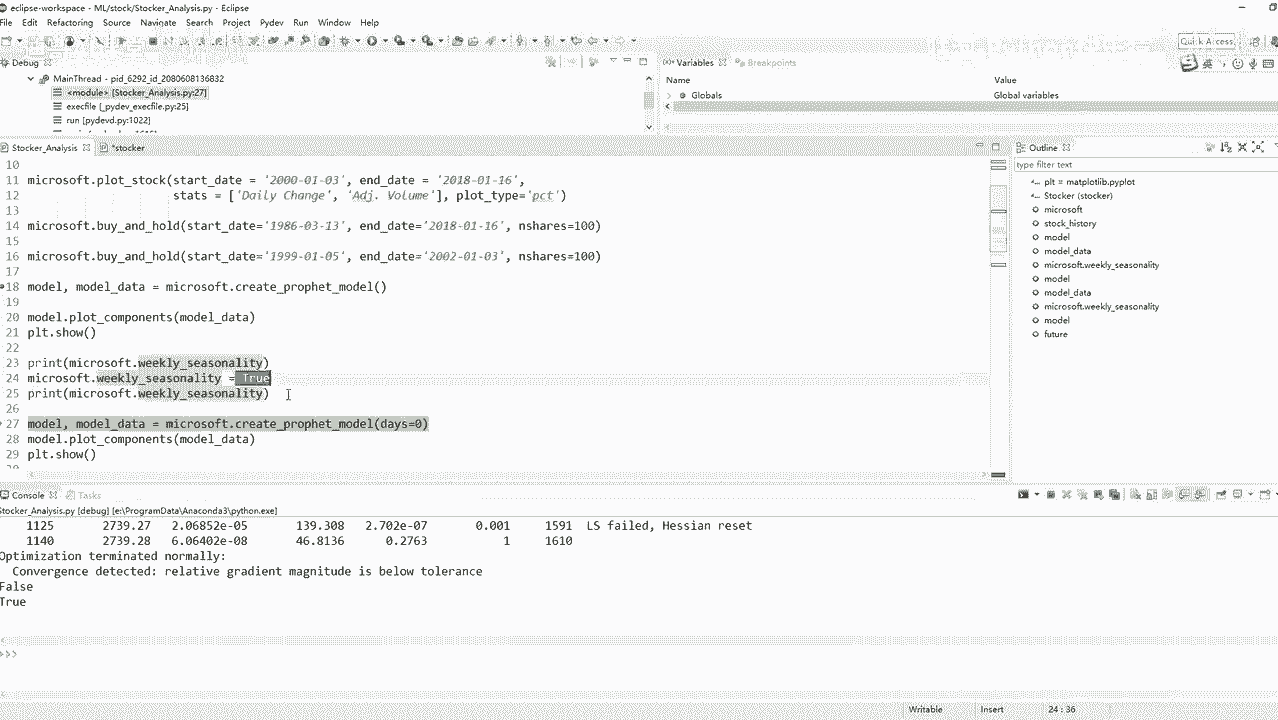 eclipse-workspace - ML/stock/Stocker_Analysis.py - Eclipse
File Edit Refactoring Source Navigate Search Project Pydev Run Window Help
Quick Access
Debug
MainThread - pid_6292_id_2080608136832
<module> [Stocker_Analysis.py:27]
execfile [_pydev_execfile.py:25]
run [pydevd.py:1022]
Variables Breakpoints
Name Value
Globals Global variables
Stocker_Analysis *stocker
10
11 microsoft.plot_stock(start_date = '2000-01-03', end_date = '2018-01-16',
12 stats = ['Daily Change', 'Adj. Volume'], plot_type='pct')
13
14 microsoft.buy_and_hold(start_date='1986-03-13', end_date='2018-01-16', nshares=100)
15
16 microsoft.buy_and_hold(start_date='1999-01-05', end_date='2002-01-03', nshares=100)
17
18 model, model_data = microsoft.create_prophet_model()
19
20 model.plot_components(model_data)
21 plt.show()
22
23 print(microsoft.weekly_seasonality)
24 microsoft.weekly_seasonality = True
25 print(microsoft.weekly_seasonality)
26
27 model, model_data = microsoft.create_prophet_model(days=0)
28 model.plot_components(model_data)
29 plt.show()
Outline
type filter text
plt = matplotlib.pyplot
Stocker (stocker)
microsoft
stock_history
model
model_data
microsoft.weekly_seasonality
model
model_data
microsoft.weekly_seasonality
model
future
Console Tasks
Stocker_Analysis.py [debug] [e:\ProgramData\Anaconda3\python.exe]
1125 2739.27 2.06852e-05 139.308 2.702e-07 0.001 1591 LS failed, Hessian reset
1140 2739.28 6.06402e-08 46.8136 0.2763 1 1610
Optimization terminated normally:
Convergence detected: relative gradient magnitude is below tolerance
False
True
>>>
Writable Insert 24 : 36